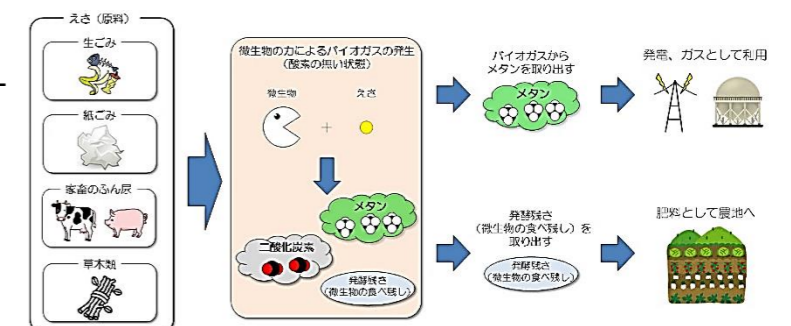 えさ（原料）
生ごみ
紙ごみ
家畜のふん尿
草木類
微生物の力によるバイオガスの発生
（酸素の無い状態）
微生物
+
えさ
メタン
二酸化炭素
発酵残さ
（微生物の食べ残し）
バイオガスから
メタンを取り出す
メタン
発電、ガスとして利用
発酵残さ
（微生物の食べ残し）を
取り出す
発酵残さ
（微生物の食べ残し）
肥料として農地へ